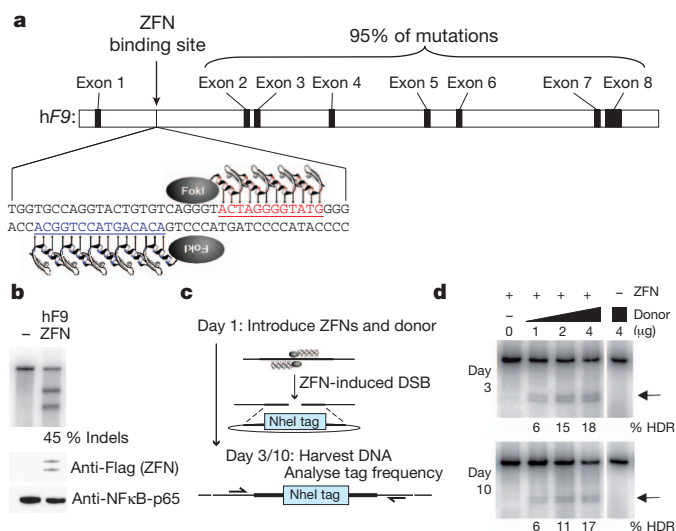 a
ZFN
binding site
95% of mutations
Exon 1
Exon 2
Exon 3
Exon 4
Exon 5
Exon 6
Exon 7
Exon 8
hF9:
FokI
TGGTGCCAGGTACTGTGTCAGGGTACTAGGGGTATGGGG
ACCACGGTCCATGACACAGTCCCATGATCCCCATACCCC
FokI
b
hF9
– ZFN
45 % Indels
Anti-Flag (ZFN)
Anti-NFκB-p65
c
Day 1: Introduce ZFNs and donor
ZFN-induced DSB
NheI tag
Day 3/10: Harvest DNA
Analyse tag frequency
NheI tag
d
+ + + + – ZFN
– Donor
0 1 2 4 4 (μg)
Day
3
6 15 18 % HDR
Day
10
6 11 17 % HDR